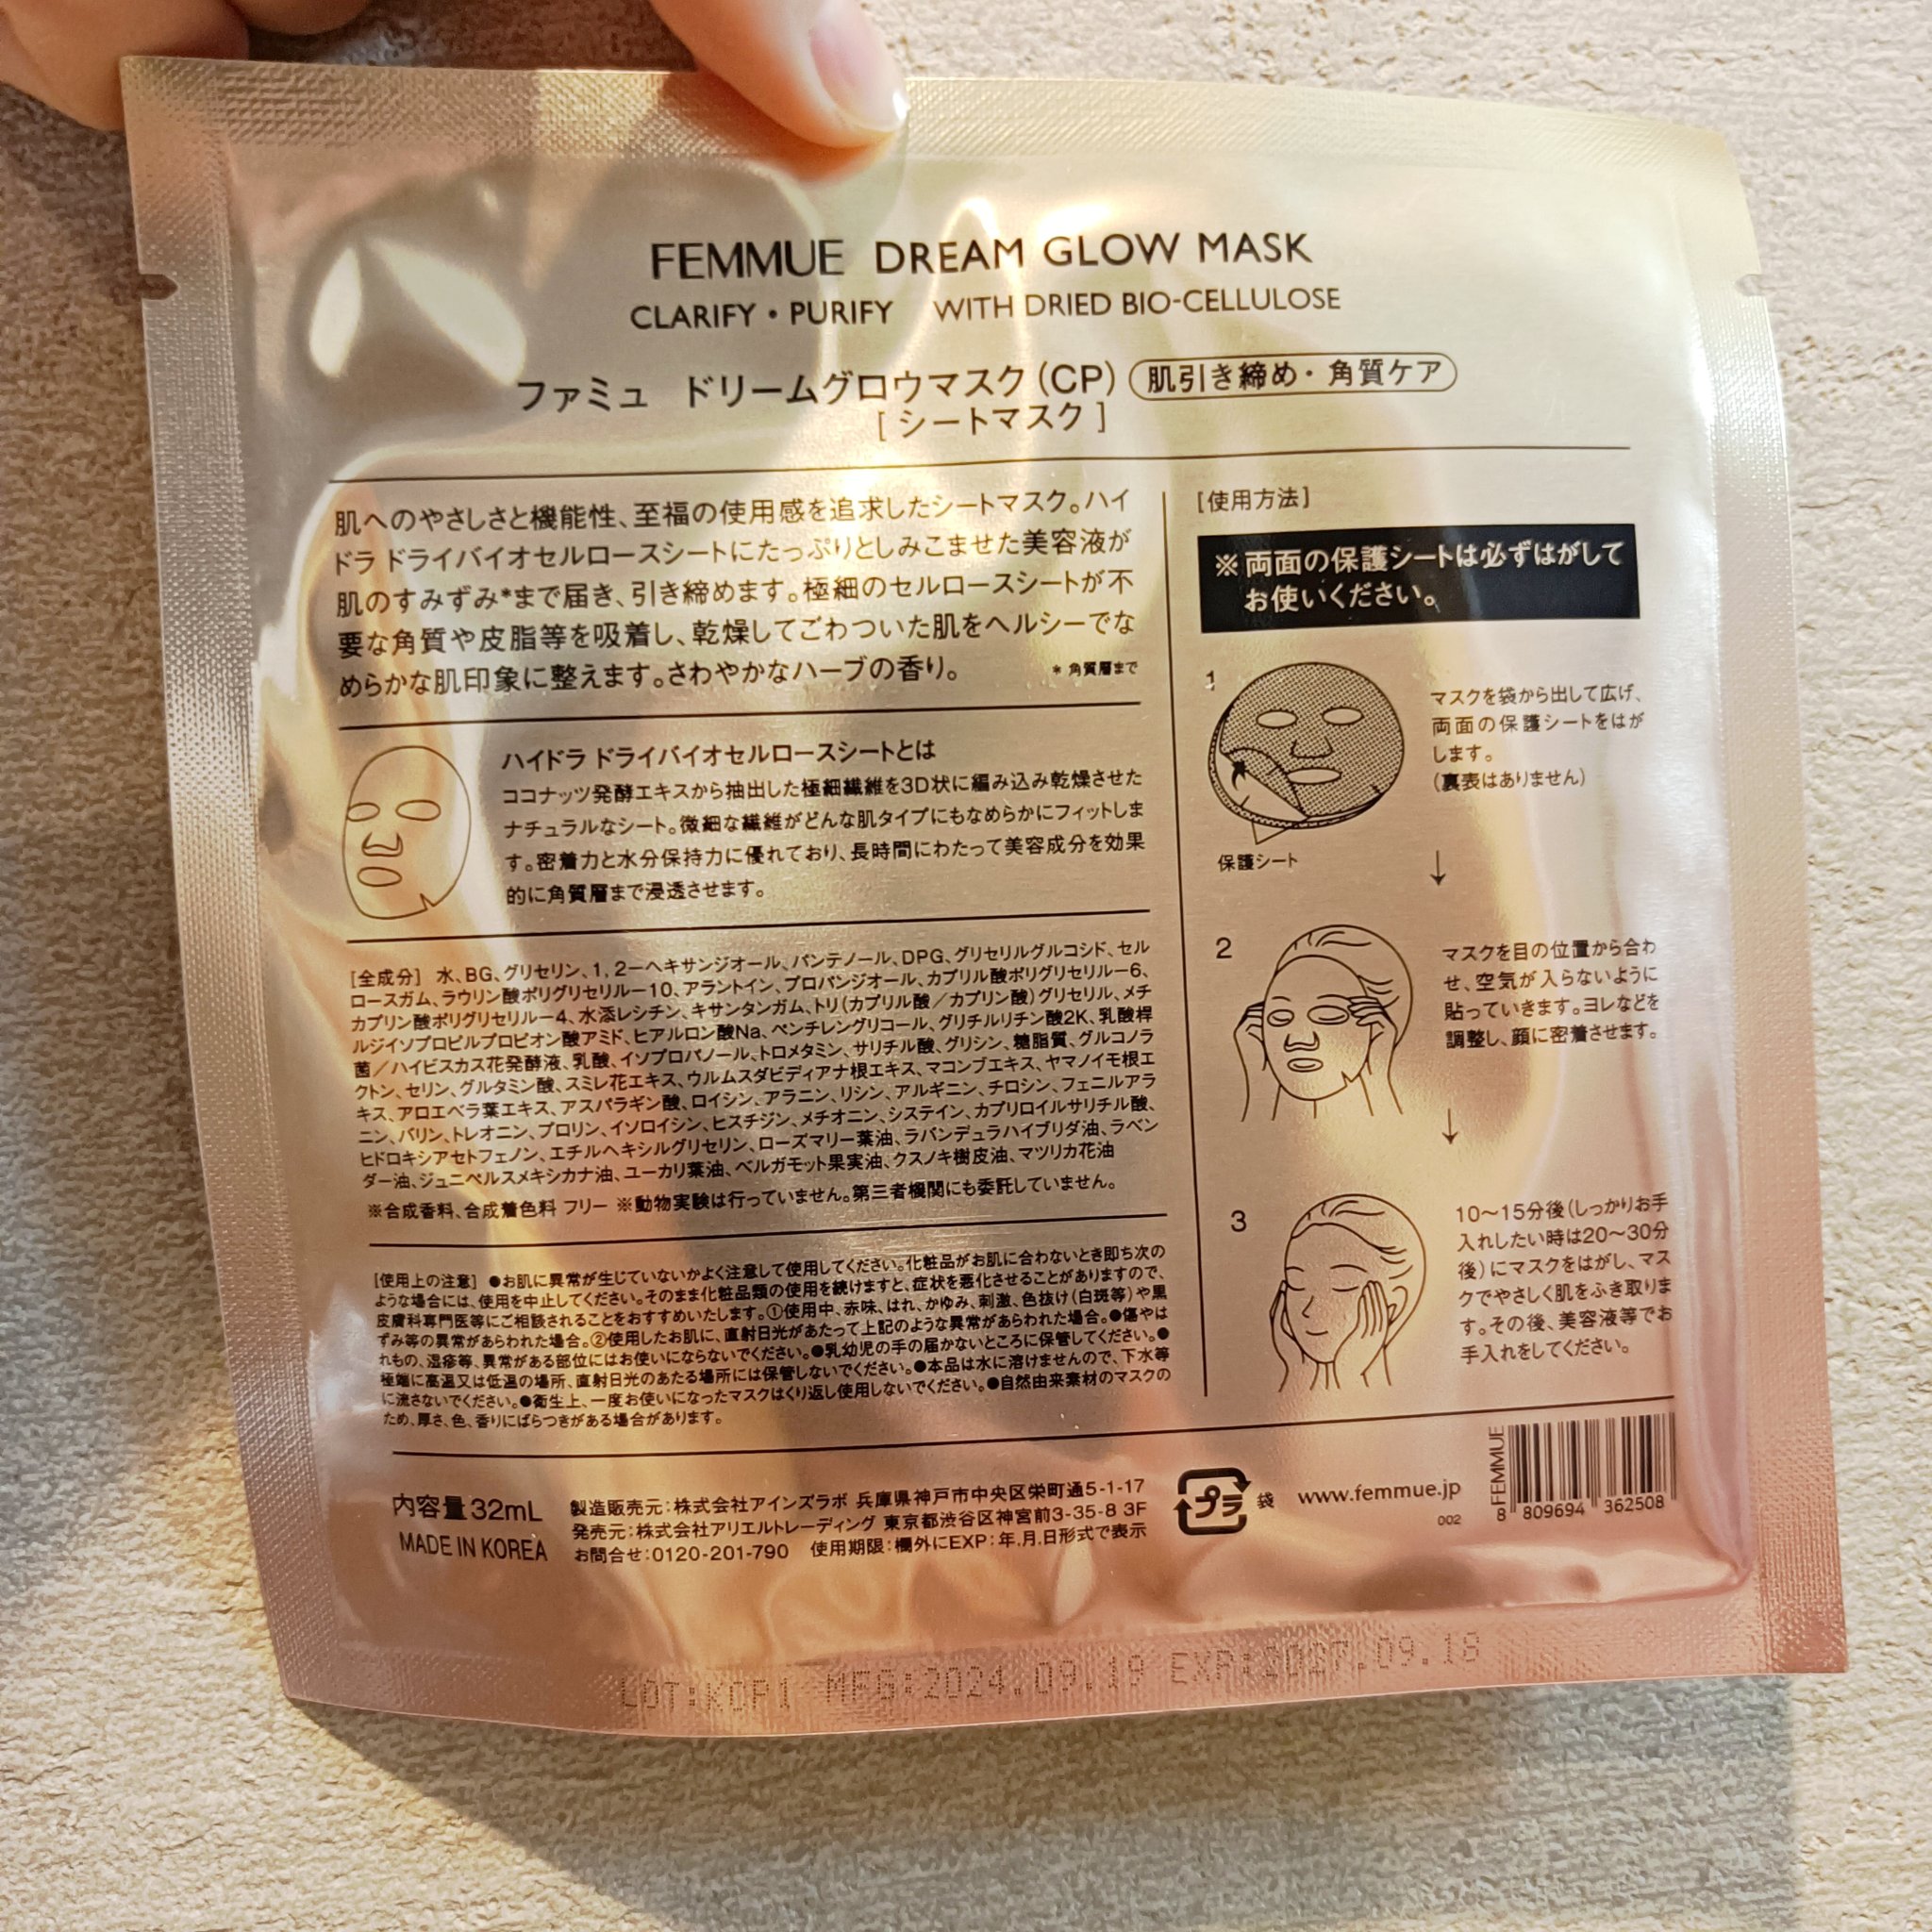 FEMMUE DREAM GLOW MASK
CLARIFY・PURIFY WITH DRIED BIO-CELLULOSE
ファミュ ドリームグロウマスク(CP) 肌引き締め・角質ケア
[シートマスク]
肌へのやさしさと機能性、至福の使用感を追求したシートマスク。ハイ
ドラ ドライバイオセルロースシートにたっぷりとしみこませた美容液が
肌のすみずみ*まで届き、引き締めます。極細のセルロースシートが不
要な角質や皮脂等を吸着し、乾燥してごわついた肌をヘルシーでな
めらかな肌印象に整えます。さわやかなハーブの香り。 *角質層まで
ハイドラ ドライバイオセルロースシートとは
ココナッツ発酵エキスから抽出した極細繊維を3D状に編み込み乾燥させた
ナチュラルなシート。微細な繊維がどんな肌タイプにもなめらかにフィットしま
す。密着力と水分保持力に優れており、長時間にわたって美容成分を効果
的に角質層まで浸透させます。
[全成分] 水、BG、グリセリン、1,2-ヘキサンジオール、パンテノール、DPG、グリセリルグルコシド、セル
ロースガム、ラウリン酸ポリグリセリル-10、アラントイン、プロパンジオール、カプリル酸ポリグリセリル-6、
カプリン酸ポリグリセリル-4、水添レシチン、キサンタンガム、トリ(カプリル酸/カプリン酸)グリセリル、メチ
ルジイソプロピルプロピオン酸アミド、ヒアルロン酸Na、ペンチレングリコール、グリチルリチン酸2K、乳酸桿
菌/ハイビスカス花発酵液、乳酸、イソプロパノール、トロメタミン、サリチル酸、グリシン、糖脂質、グルコノラ
クトン、セリン、グルタミン酸、スミレ花エキス、ウルムスダビディアナ根エキス、マコンブエキス、ヤマノイモ根エ
キス、アロエベラ葉エキス、アスパラギン酸、ロイシン、アラニン、リシン、アルギニン、チロシン、フェニルアラ
ニン、バリン、トレオニン、プロリン、イソロイシン、ヒスチジン、メチオニン、システイン、カプリロイルサリチル酸、
ヒドロキシアセトフェノン、エチルヘキシルグリセリン、ローズマリー葉油、ラバンデュラハイブリダ油、ラベン
ダー油、ジュニペルスメキシカナ油、ユーカリ葉油、ベルガモット果実油、クスノキ樹皮油、マツリカ花油
※合成香料、合成着色料 フリー ※動物実験は行っていません。第三者機関にも委託していません。
[使用上の注意] ●お肌に異常が生じていないかよく注意して使用してください。化粧品がお肌に合わないとき即ち次の
ような場合には、使用を中止してください。そのまま化粧品類の使用を続けますと、症状を悪化させることがありますので、
皮膚科専門医等にご相談されることをおすすめいたします。①使用中、赤味、はれ、かゆみ、刺激、色抜け(白斑等)や黒
ずみ等の異常があらわれた場合。②使用したお肌に、直射日光があたって上記のような異常があらわれた場合。●傷やは
れもの、湿疹等、異常がある部位にはお使いにならないでください。●乳幼児の手の届かないところに保管してください。●
極端に高温又は低温の場所、直射日光のあたる場所には保管しないでください。●本品は水に溶けませんので、下水等
に流さないでください。●衛生上、一度お使いになったマスクはくり返し使用しないでください。●自然由来素材のマスクの
ため、厚さ、色、香りにばらつきがある場合があります。
[使用方法]
※両面の保護シートは必ずはがして
お使いください。
1
マスクを袋から出して広げ、
両面の保護シートをはが
します。
(裏表はありません)
保護シート
2
マスクを目の位置から合わ
せ、空気が入らないように
貼っていきます。ヨレなどを
調整し、顔に密着させます。
3
10〜15分後(しっかりお手
入れしたい時は20〜30分
後)にマスクをはがし、マス
クでやさしく肌をふき取りま
す。その後、美容液等でお
手入れをしてください。
内容量32mL
MADE IN KOREA
製造販売元:株式会社アインズラボ 兵庫県神戸市中央区栄町通5-1-17
発売元:株式会社アリエルトレーディング 東京都渋谷区神宮前3-35-8 3F
お問合せ:0120-201-790 使用期限:欄外にEXP:年.月.日形式で表示
プラ 袋
www.femmue.jp
002
FEMMUE
8 809694 362508
LOT:KOP1 MFG:2024.09.19 EXP:2027.09.18